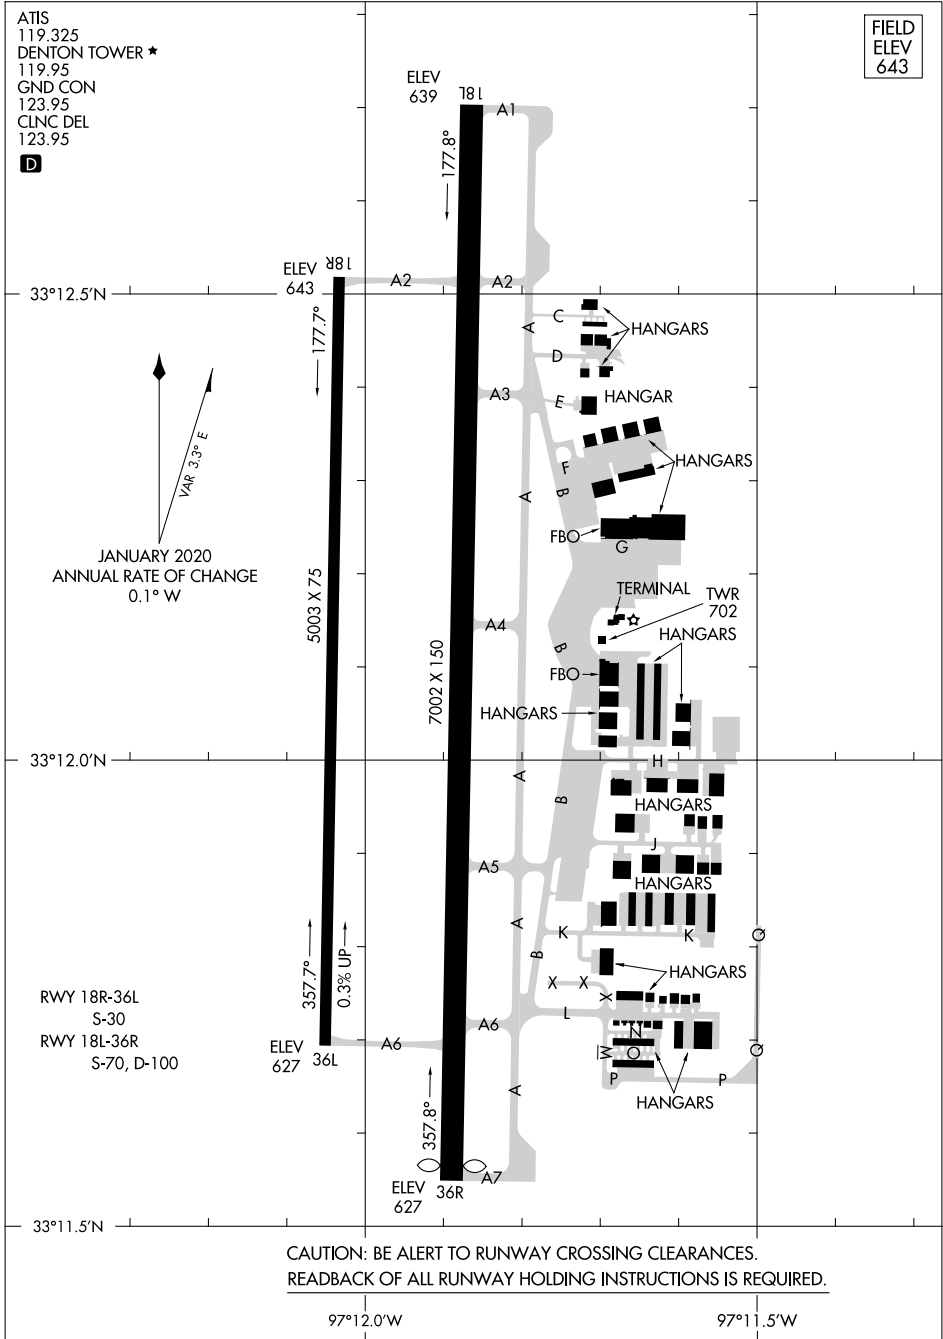 ATIS
119.325
DENTON TOWER ★
119.95
GND CON
123.95
CLNC DEL
123.95
D
FIELD
ELEV
643
ELEV
639
18L
A1
177.8°
ELEV
643
18R
A2
A2
33°12.5'N
177.7°
A
C
HANGARS
D
A3
E
HANGAR
VAR 3.3° E
F
HANGARS
A
B
FBO
G
JANUARY 2020
ANNUAL RATE OF CHANGE
0.1° W
5003 X 75
TERMINAL
TWR
702
A4
HANGARS
B
7002 X 150
FBO
HANGARS
33°12.0'N
H
A
B
HANGARS
J
A5
HANGARS
A
K
K
Q
B
357.7°
0.3% UP
HANGARS
X
X
X
RWY 18R-36L
S-30
RWY 18L-36R
S-70, D-100
L
A6
A6
N
ELEV
627
36L
W
O
Q
P
P
A
357.8°
HANGARS
ELEV
627
36R
A7
33°11.5'N
CAUTION: BE ALERT TO RUNWAY CROSSING CLEARANCES.
READBACK OF ALL RUNWAY HOLDING INSTRUCTIONS IS REQUIRED.
97°12.0'W
97°11.5'W